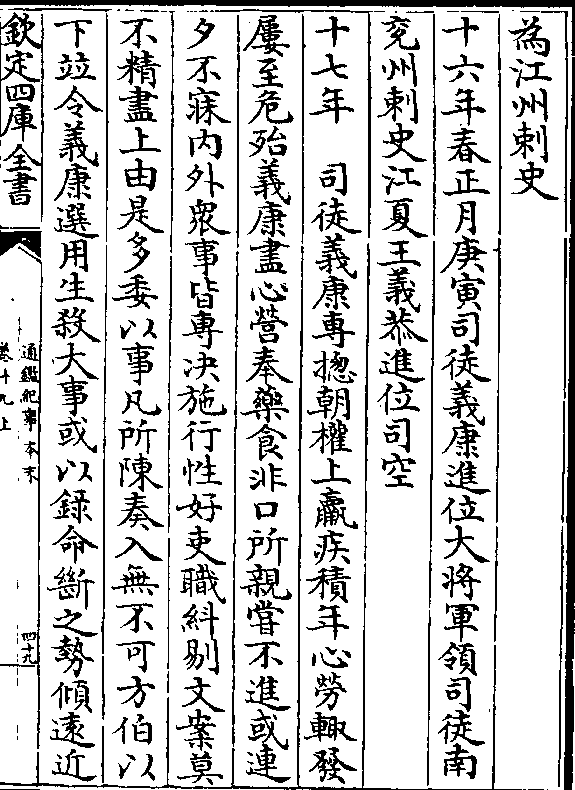 為江州刺史
十六年春正月庚寅司徒義康進位大將軍領司徒南
兖州刺史江夏王義恭進位司空
十七年 司徒義康專揔朝權上羸疾積年心勞輒發
屢至危殆義康盡心營奉藥食非口所親嘗不進或連
夕不寐内外衆事皆專決施行性好吏職糾剔文案莫
不精盡上由是多委以事凡所陳奏入無不可方伯以
下竝令義康選用生殺大事或以錄命斷之勢傾遠近
欽定四庫全書
通鑑紀事本末
卷十九上
四十九